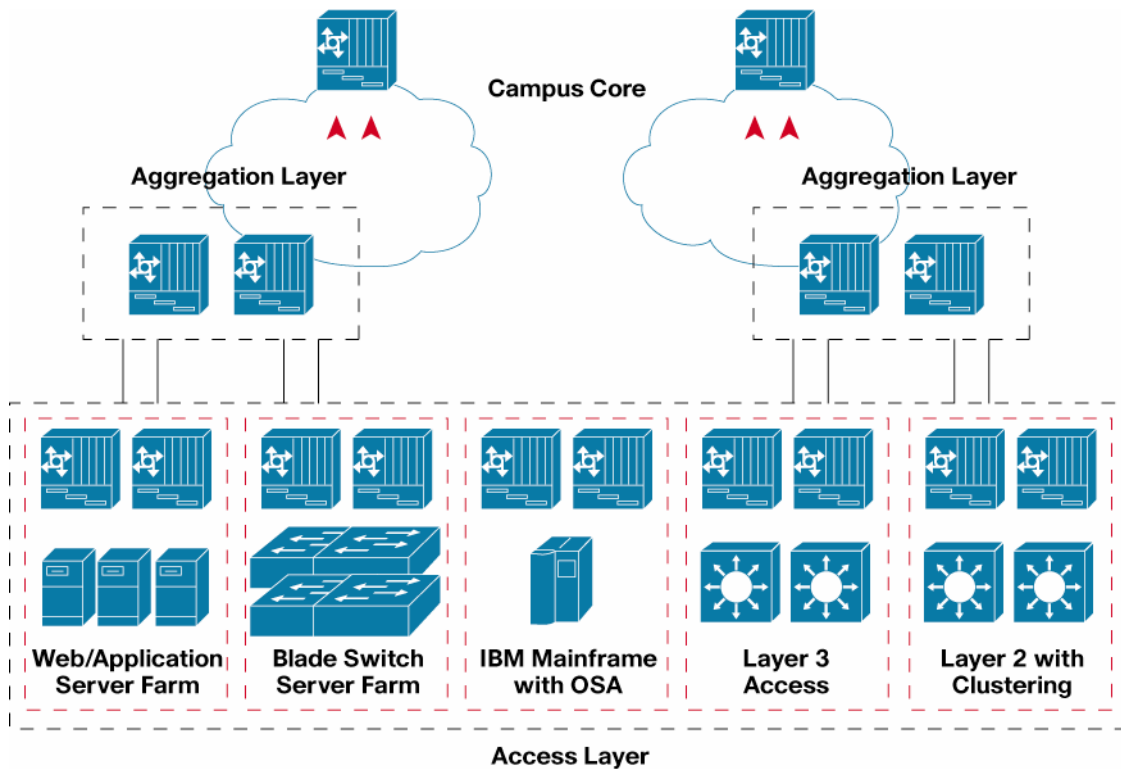 Campus Core
Aggregation Layer
Aggregation Layer
Web/Application
Server Farm
Blade Switch
Server Farm
IBM Mainframe
with OSA
Layer 3
Access
Layer 2 with
Clustering
Access Layer